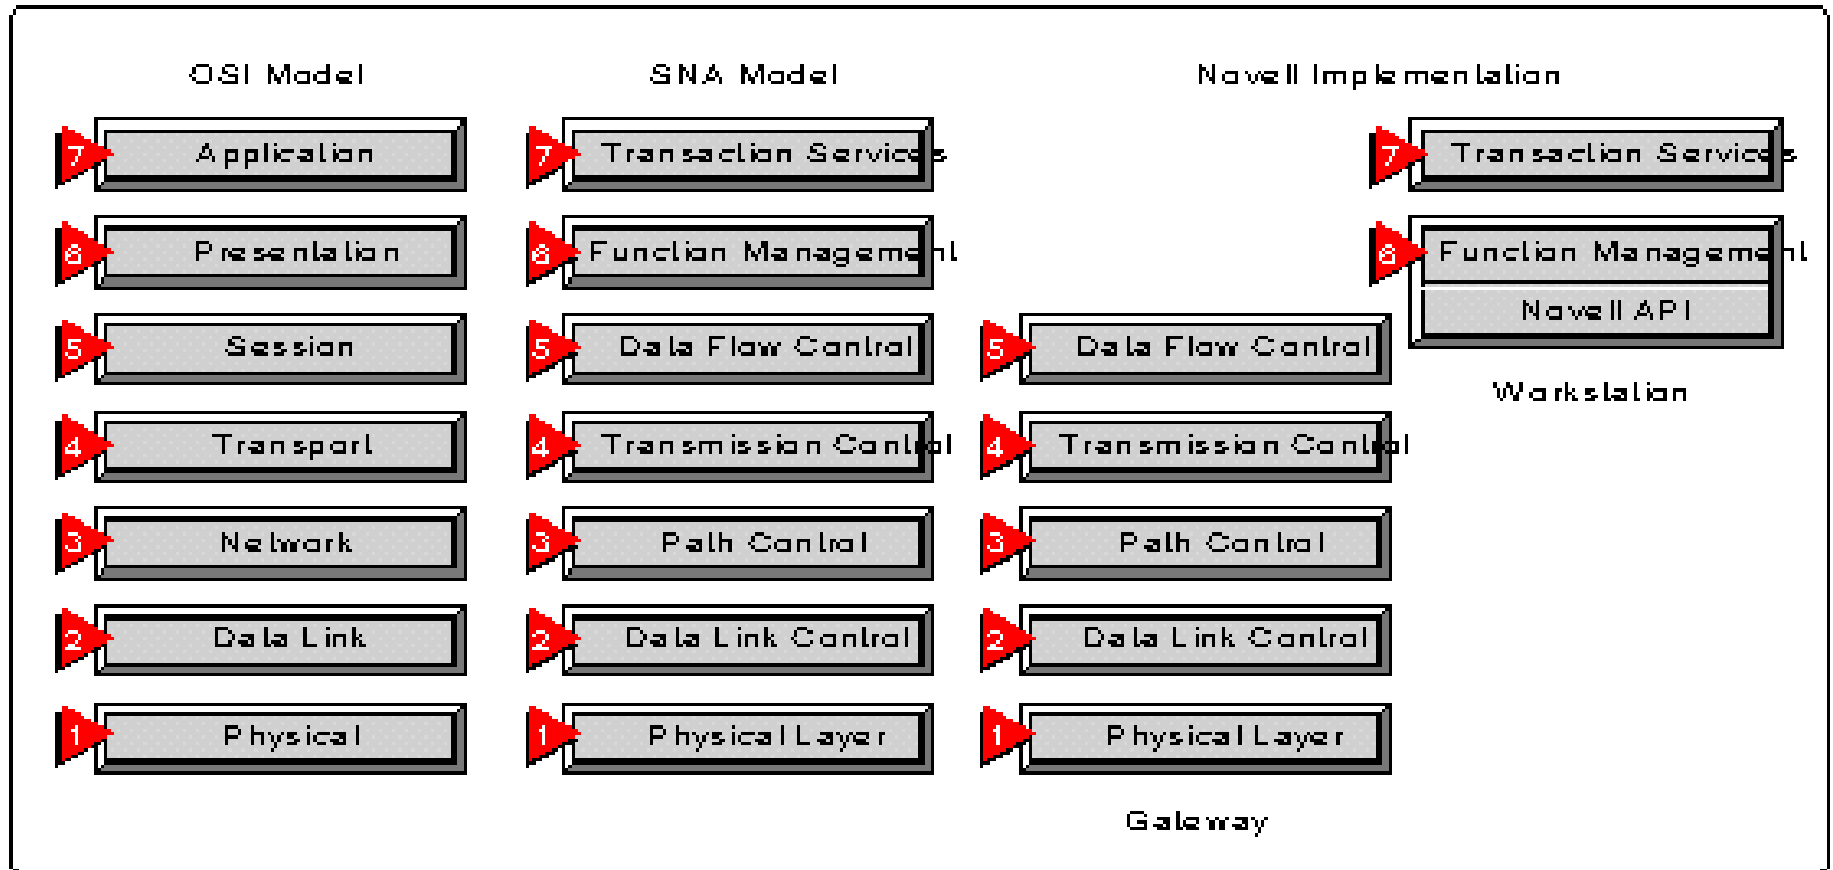 OSI Model
7 Application
6 Presentation
5 Session
4 Transport
3 Network
2 Data Link
1 Physical
SNA Model
7 Transaction Services
6 Function Management
5 Data Flow Control
4 Transmission Control
3 Path Control
2 Data Link Control
1 Physical Layer
Novell Implementation
5 Data Flow Control
4 Transmission Control
3 Path Control
2 Data Link Control
1 Physical Layer
Gateway
7 Transaction Services
6 Function Management
Novell API
Workstation